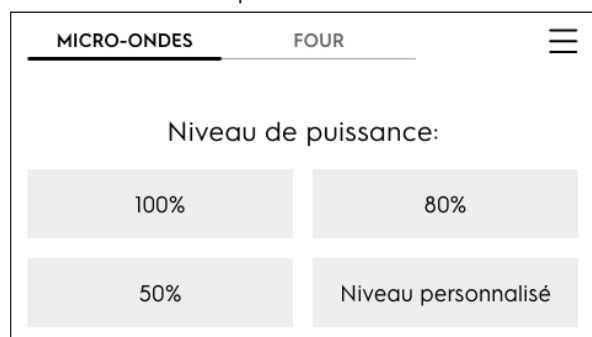 MICRO-ONDES FOUR
Niveau de puissance:
100% 80%
50% Niveau personnalisé